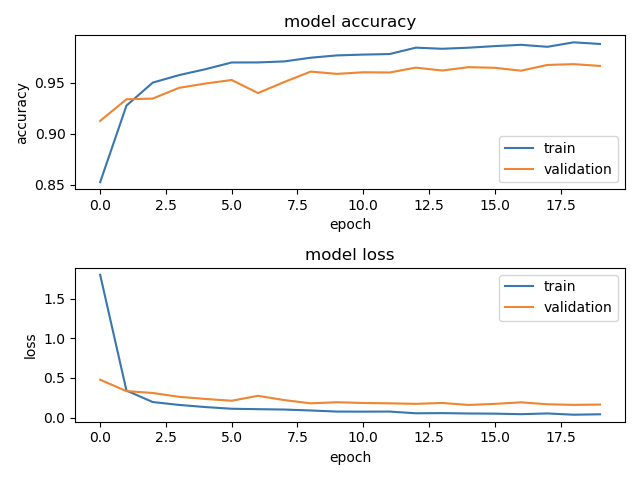 model accuracy
accuracy
0.95
0.90
0.85
train
validation
0.0 2.5 5.0 7.5 10.0 12.5 15.0 17.5
epoch
model loss
loss
1.5
1.0
0.5
0.0
train
validation
0.0 2.5 5.0 7.5 10.0 12.5 15.0 17.5
epoch